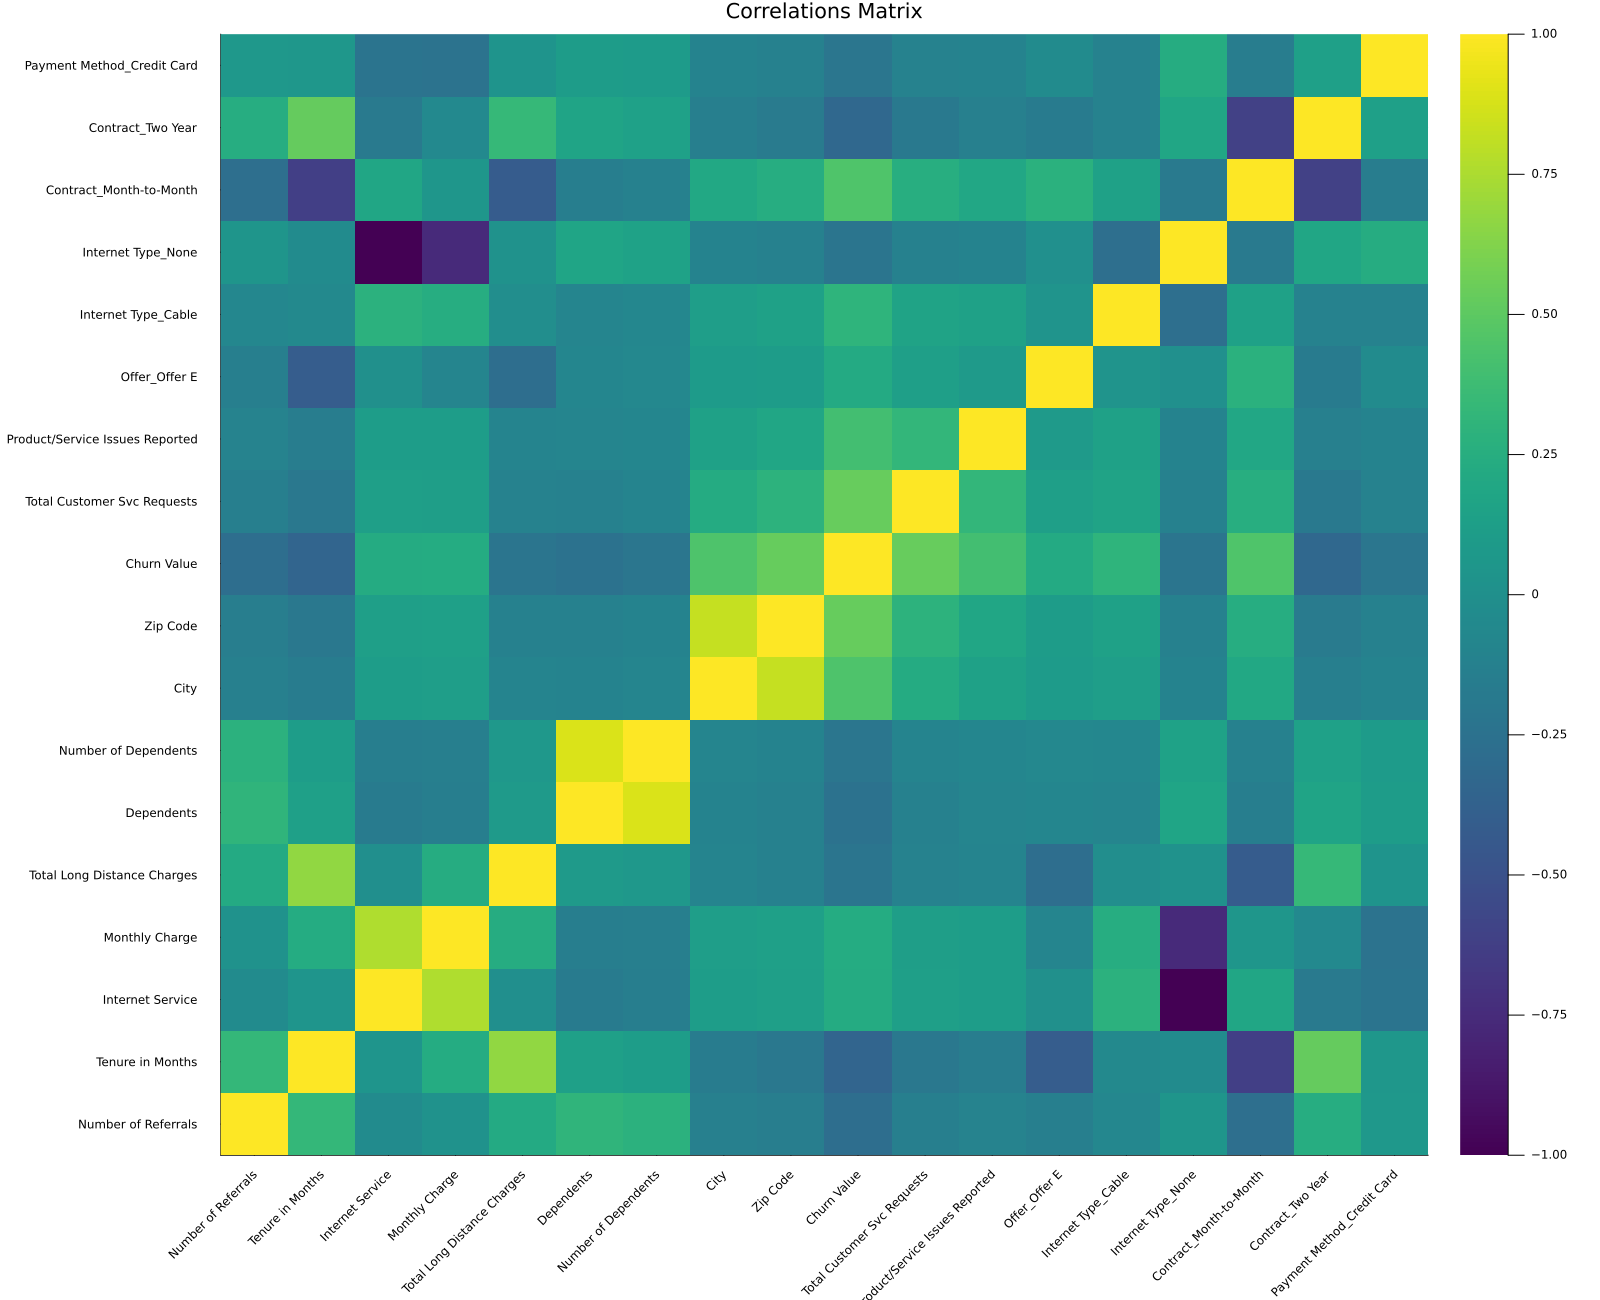 Correlations Matrix
Payment Method_Credit Card
Contract_Two Year
Contract_Month-to-Month
Internet Type_None
Internet Type_Cable
Offer_Offer E
Product/Service Issues Reported
Total Customer Svc Requests
Churn Value
Zip Code
City
Number of Dependents
Dependents
Total Long Distance Charges
Monthly Charge
Internet Service
Tenure in Months
Number of Referrals
Number of Referrals
Tenure in Months
Internet Service
Monthly Charge
Total Long Distance Charges
Dependents
Number of Dependents
City
Zip Code
Churn Value
Total Customer Svc Requests
oduct/Service Issues Reported
Offer_Offer E
Internet Type_Cable
Internet Type_None
Contract_Month-to-Month
Contract_Two Year
Payment Method_Credit Card
1.00
0.75
0.50
0.25
0
−0.25
−0.50
−0.75
−1.00